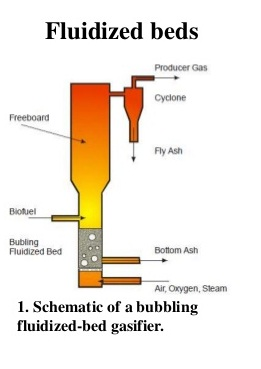 Fluidized beds
Producer Gas
Cyclone
Freeboard
Fly Ash
Biofuel
Bubling
Fluidized Bed
Bottom Ash
Air, Oxygen, Steam
1. Schematic of a bubbling
fluidized-bed gasifier.